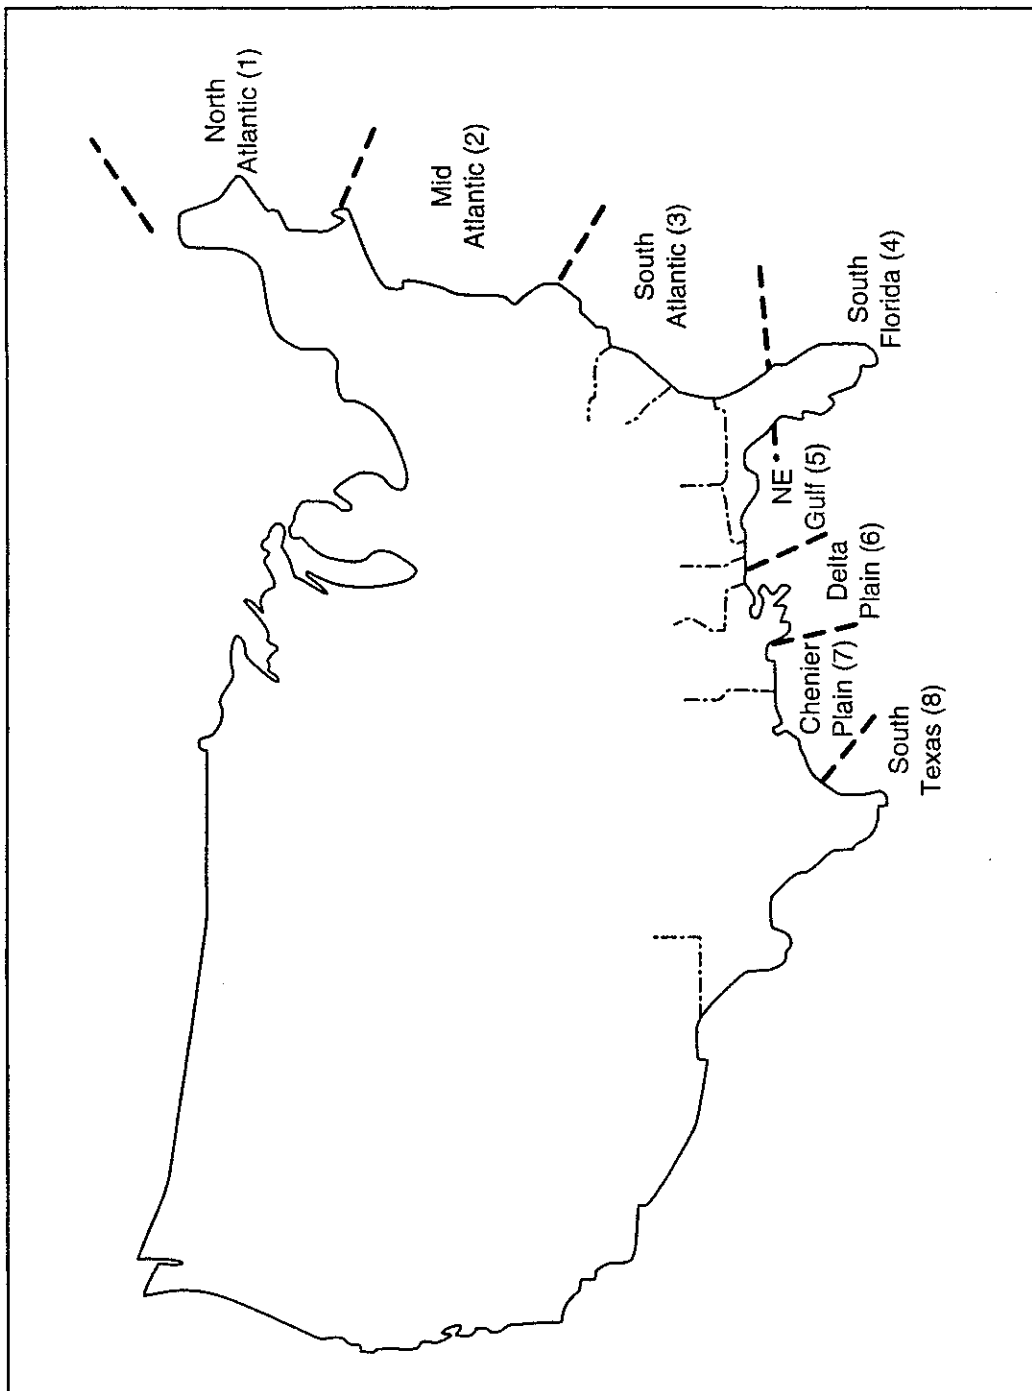 North
Atlantic (1)
Mid
Atlantic (2)
South
Atlantic (3)
South
Florida (4)
NE
Gulf (5)
Delta
Plain (6)
Chenier
Plain (7)
South
Texas (8)